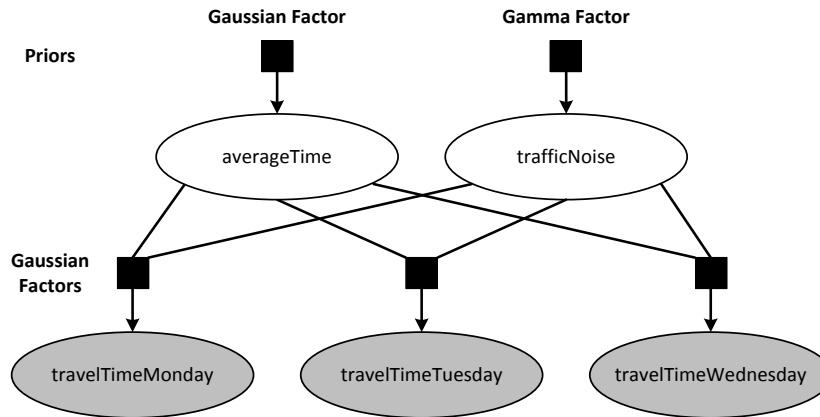 Gaussian Factor
Gamma Factor
Priors
averageTime
trafficNoise
Gaussian
Factors
travelTimeMonday
travelTimeTuesday
travelTimeWednesday